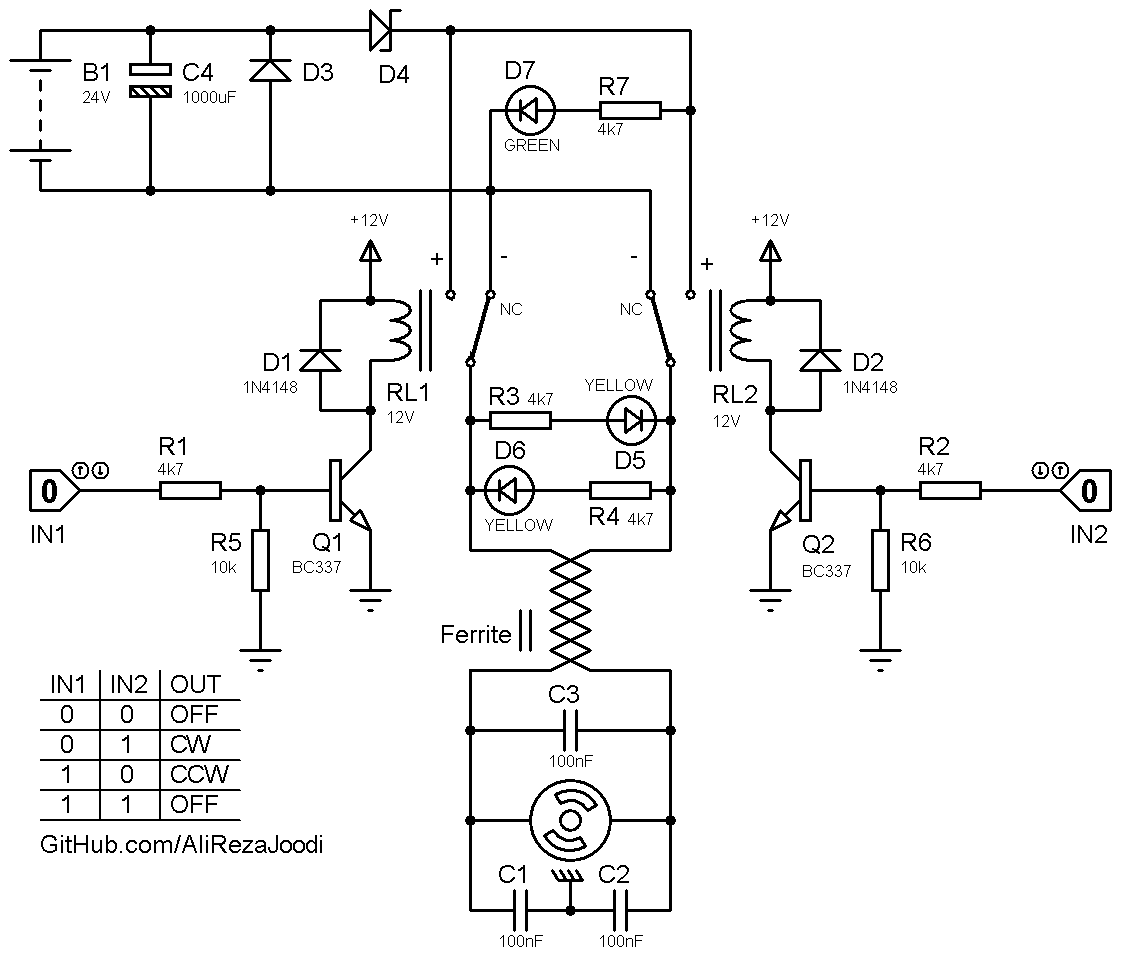 B1
24V
C4
1000uF
D3
D4
D7
GREEN
R7
4k7
+12V
+ -
- +
+12V
NC
NC
D1
1N4148
RL1
12V
RL2
12V
D2
1N4148
R3 4k7
YELLOW
D5
D6
YELLOW
R4 4k7
R1
4k7
R2
4k7
0
IN1
0
IN2
R5
10k
Q1
BC337
Q2
BC337
R6
10k
Ferrite
IN1 IN2 OUT
0 0 OFF
0 1 CW
1 0 CCW
1 1 OFF
GitHub.com/AliRezaJoodi
C3
100nF
C1
100nF
C2
100nF